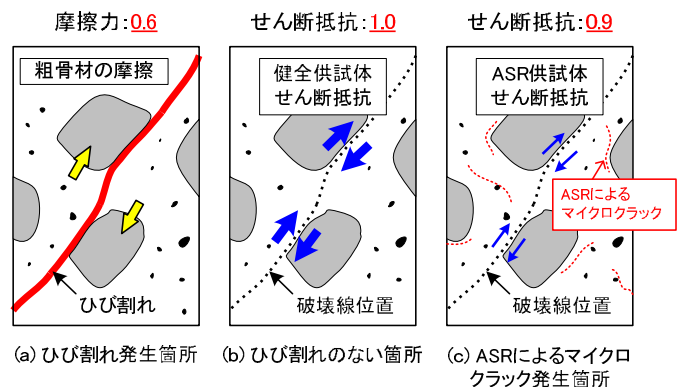 摩擦力:0.6
せん断抵抗:1.0
せん断抵抗:0.9
粗骨材の摩擦
健全供試体
せん断抵抗
ASR供試体
せん断抵抗
ASRによる
マイクロクラック
ひび割れ
破壊線位置
破壊線位置
(a) ひび割れ発生箇所
(b) ひび割れのない箇所
(c) ASRによるマイクロ
クラック発生箇所